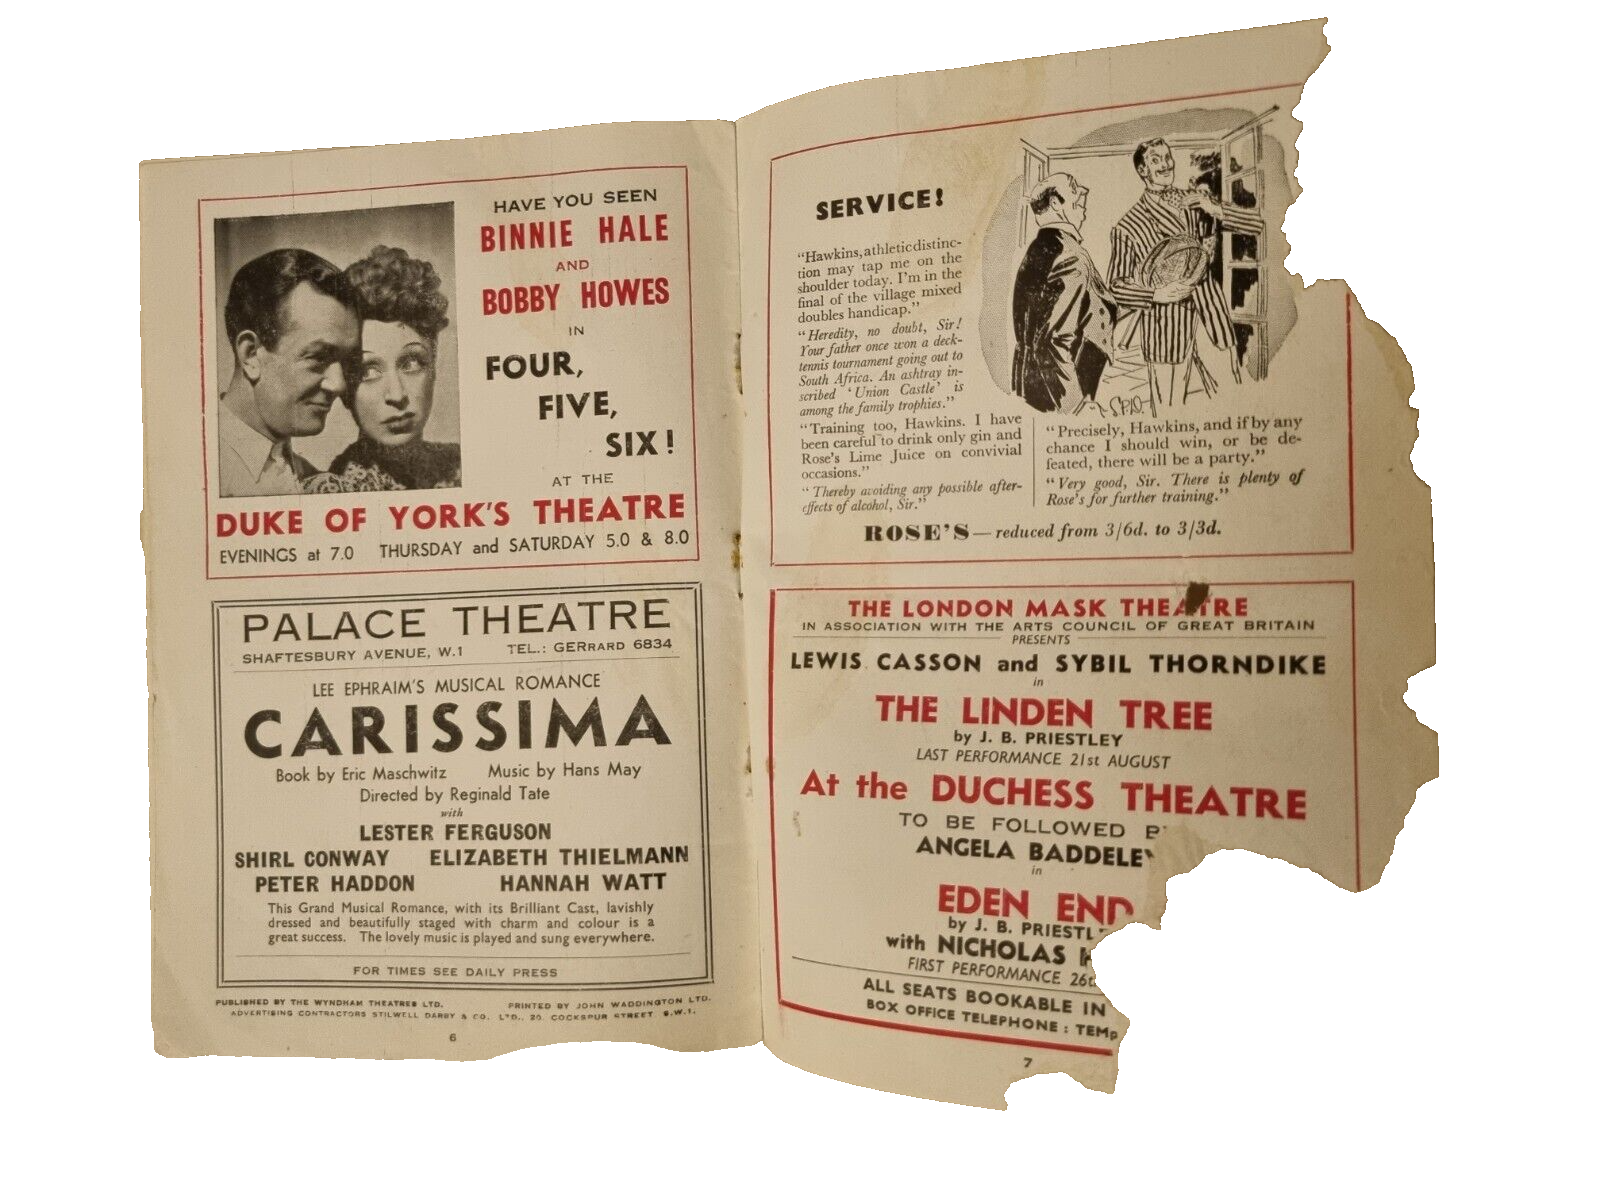 HAVE YOU SEEN
BINNIE HALE
AND
BOBBY HOWES
IN
FOUR,
FIVE,
SIX!
AT THE
DUKE OF YORK'S THEATRE
EVENINGS at 7.0 THURSDAY and SATURDAY 5.0 & 8.0
PALACE THEATRE
SHAFTESBURY AVENUE, W.1 TEL.: GERrard 6834
LEE EPHRAIM'S MUSICAL ROMANCE
CARISSIMA
Book by Eric Maschwitz Music by Hans May
Directed by Reginald Tate
with
LESTER FERGUSON
SHIRL CONWAY ELIZABETH THIELMANN
PETER HADDON HANNAH WATT
This Grand Musical Romance, with its Brilliant Cast, lavishly
dressed and beautifully staged with charm and colour is a
great success. The lovely music is played and sung everywhere.
FOR TIMES SEE DAILY PRESS
PUBLISHED BY THE WYNDHAM THEATRES LTD. PRINTED BY JOHN WADDINGTON LTD.
ADVERTISING CONTRACTORS STILWELL DARBY & CO. LTD., 20, COCKSPUR STREET S.W.1.
6
SERVICE!
"Hawkins, athletic distinc-
tion may tap me on the
shoulder today. I'm in the
final of the village mixed
doubles handicap."
"Heredity, no doubt, Sir!
Your father once won a deck-
tennis tournament going out to
South Africa. An ashtray in-
scribed 'Union Castle' is
among the family trophies."
"Training too, Hawkins. I have
been careful to drink only gin and
Rose's Lime Juice on convivial
occasions."
"Thereby avoiding any possible after-
effects of alcohol, Sir."
"Precisely, Hawkins, and if by any
chance I should win, or be de-
feated, there will be a party."
"Very good, Sir. There is plenty of
Rose's for further training."
ROSE'S — reduced from 3/6d. to 3/3d.
THE LONDON MASK THEATRE
IN ASSOCIATION WITH THE ARTS COUNCIL OF GREAT BRITAIN
PRESENTS
LEWIS CASSON and SYBIL THORNDIKE
in
THE LINDEN TREE
by J. B. PRIESTLEY
LAST PERFORMANCE 21st AUGUST
At the DUCHESS THEATRE
TO BE FOLLOWED B
ANGELA BADDELEY
in
EDEN END
by J. B. PRIESTL
with NICHOLAS
FIRST PERFORMANCE 26
ALL SEATS BOOKABLE IN
BOX OFFICE TELEPHONE : TEMP
7